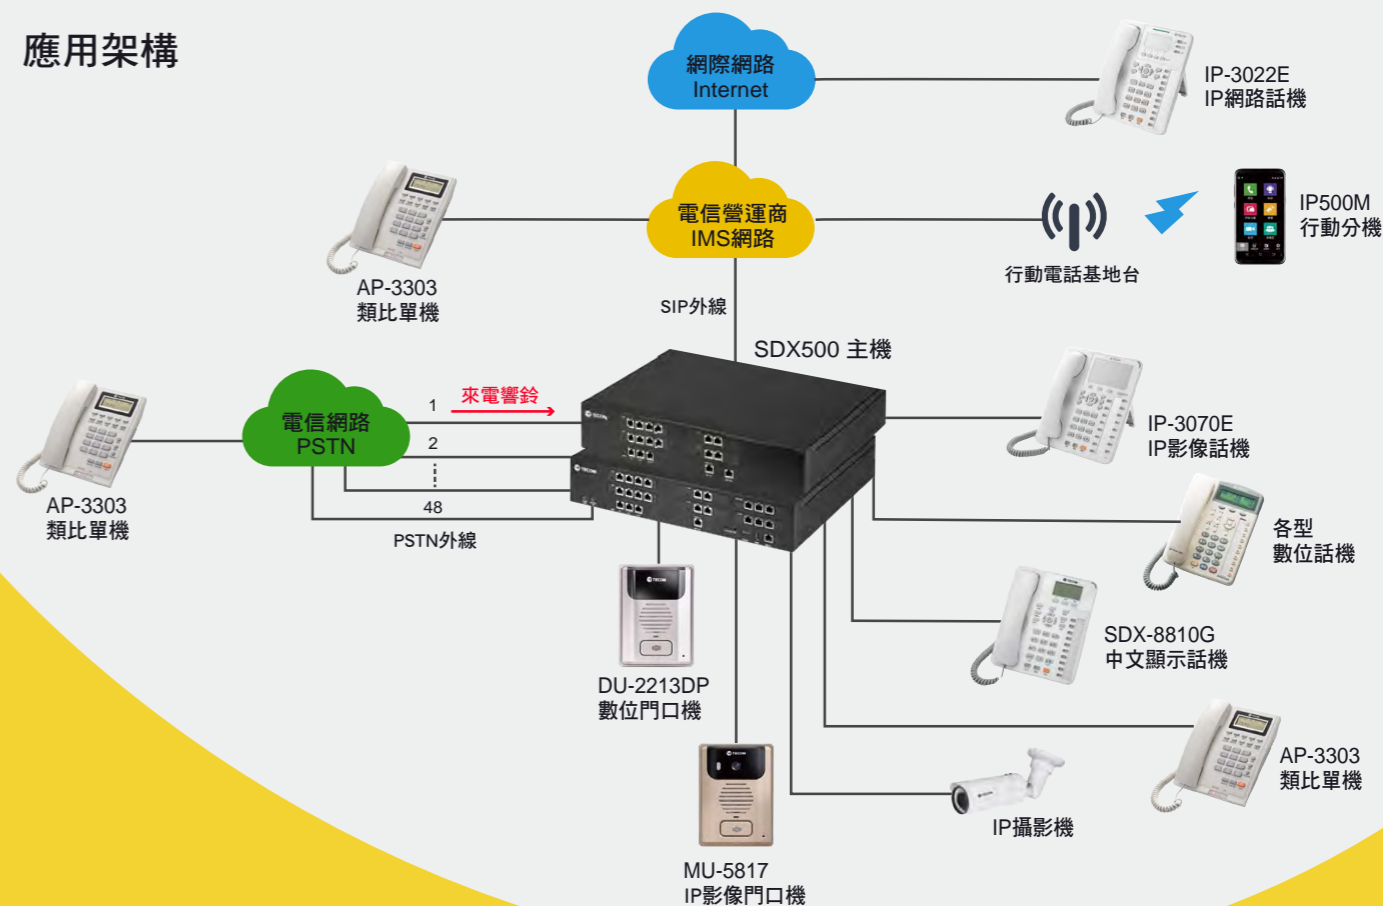 應用架構
網際網路
Internet
IP-3022E
IP網路話機
電信營運商
IMS網路
IP500M
行動分機
行動電話基地台
AP-3303
類比單機
SIP外線
SDX500 主機
電信網路
PSTN
1
來電響鈴
2
48
PSTN外線
AP-3303
類比單機
TECOM
TECOM
IP-3070E
IP影像話機
各型
數位話機
TECOM
DU-2213DP
數位門口機
SDX-8810G
中文顯示話機
TECOM
MU-5817
IP影像門口機
IP攝影機
AP-3303
類比單機